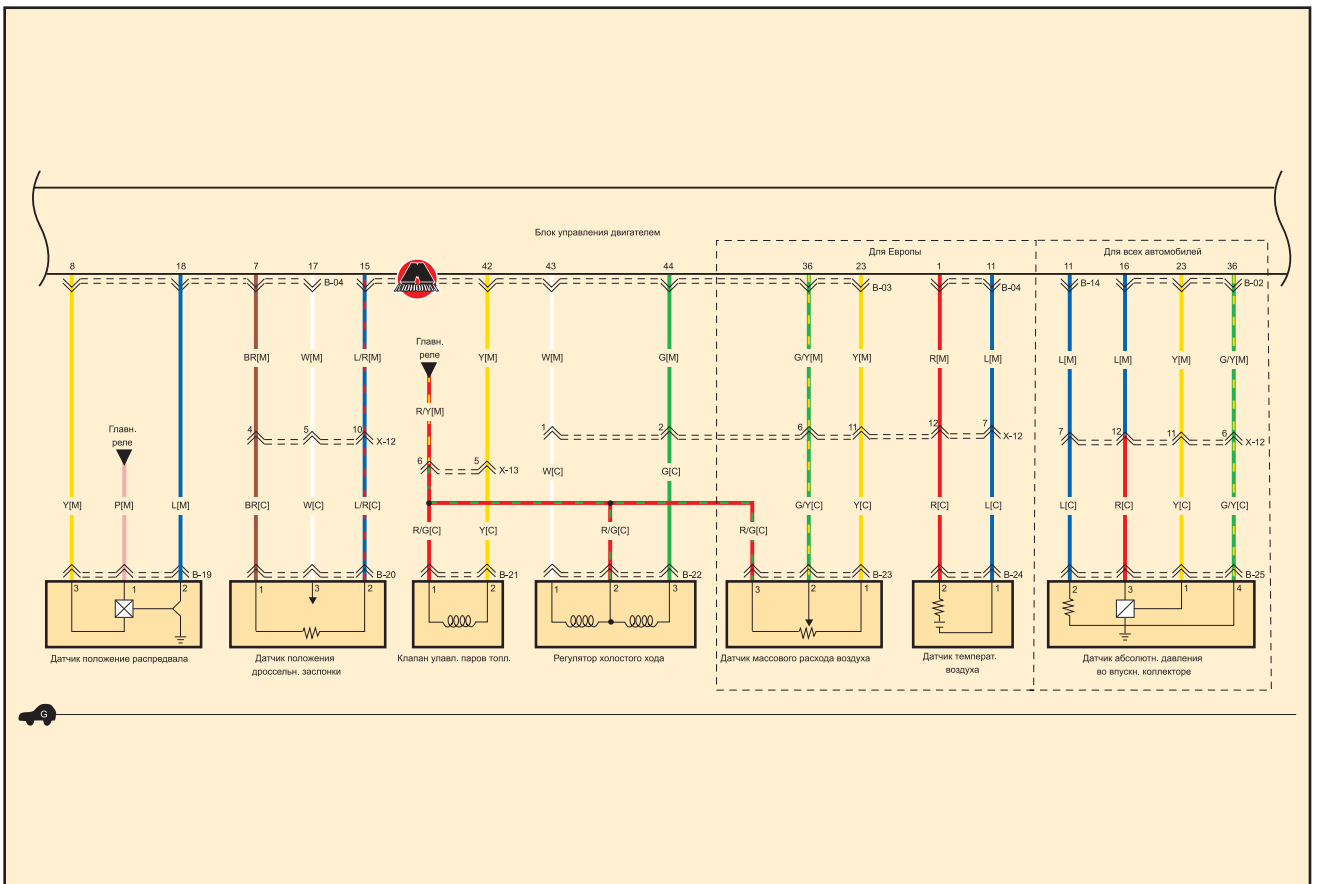 Блок управления двигателем
Для Европы
Для всех автомобилей
8 18 7 17 15 42 43 44 36 23 1 11 11 16 23 36
B-04 B-03 B-04 B-14 B-02
Главн.
реле
BR[M] W[M] L/R[M] Y[M] W[M] G[M] G/Y[M] Y[M] R[M] L[M] L[M] L[M] Y[M] G/Y[M]
R/Y[M]
Главн.
реле
4 5 10 X-12 1 2 6 11 12 7 X-12 7 12 11 6 X-12
6 5 X-13 W[C] G[C]
Y[M] P[M] L[M] BR[C] W[C] L/R[C] G/Y[C] Y[C] R[C] L[C] L[C] R[C] Y[C] G/Y[C]
R/G[C] Y[C] R/G[C] R/G[C]
B-19 B-20 B-21 B-22 B-23 B-24 B-25
3 1 2 1 3 2 1 2 1 2 3 3 2 1 2 1 2 3 1 4
Датчик положение распредвала
Датчик положения
дроссельн. заслонки
Клапан улавл. паров топл.
Регулятор холостого хода
Датчик массового расхода воздуха
Датчик температ.
воздуха
Датчик абсолютн. давления
во впускн. коллекторе
G